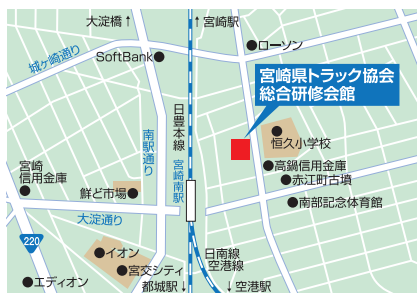 大淀橋↑
↑宮崎駅
ローソン
城ヶ崎通り
SoftBank
宮崎県トラック協会
総合研修会館
日豊本線
宮崎南駅
南駅通り
恒久小学校
宮崎
信用金庫
高鍋信用金庫
赤江町古墳
鮮ど市場
南部記念体育館
大淀通り
220
イオン
日南線
空港線
宮交シティ
エディオン
都城駅↓
↓空港駅